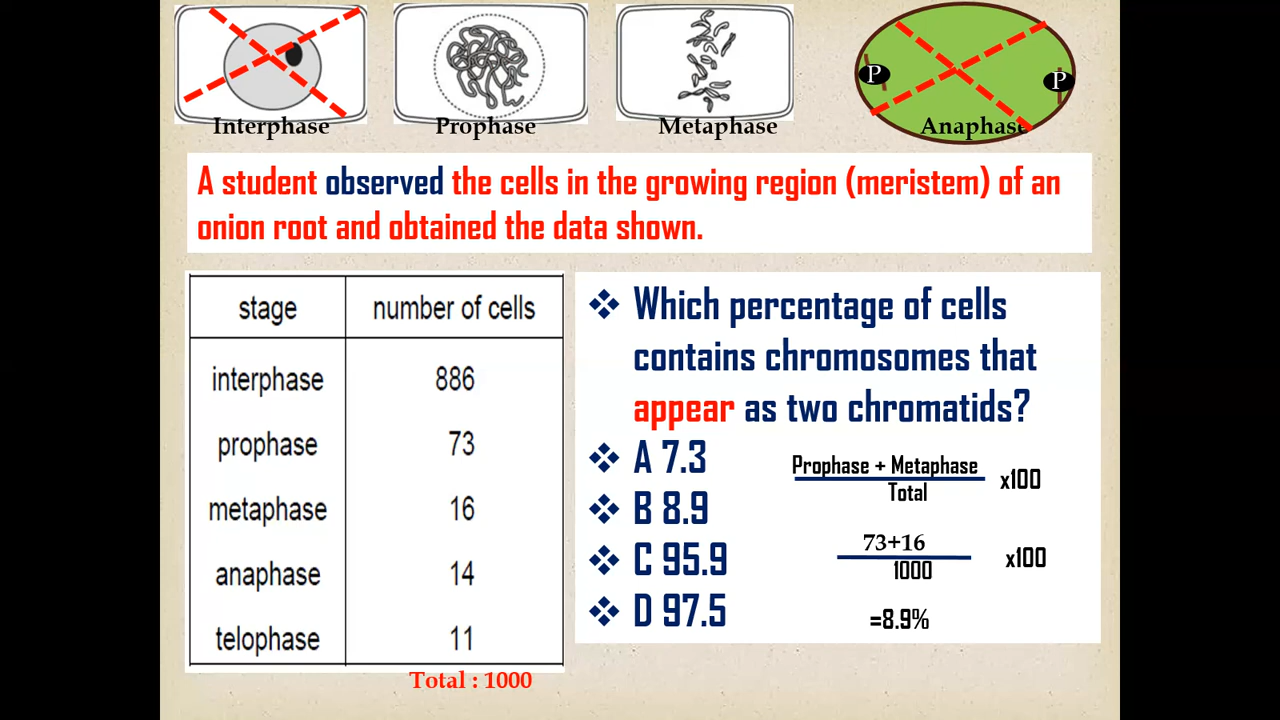 P
P
Interphase
Prophase
Metaphase
Anaphase
A student observed the cells in the growing region (meristem) of an
onion root and obtained the data shown.
stage number of cells
interphase 886
prophase 73
metaphase 16
anaphase 14
telophase 11
Total : 1000
❖ Which percentage of cells
contains chromosomes that
appear as two chromatids?
❖ A 7.3
❖ B 8.9
❖ C 95.9
❖ D 97.5
Prophase + Metaphase
Total
x100
73+16
1000
x100
=8.9%